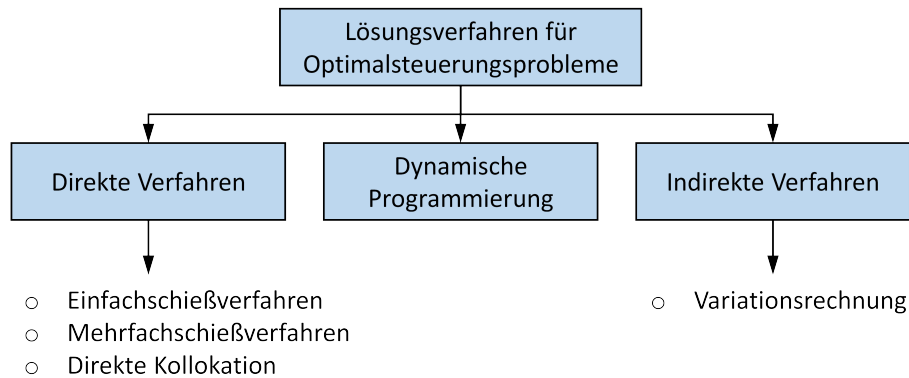 Lösungsverfahren für
Optimalsteuerungsprobleme
Direkte Verfahren
Dynamische
Programmierung
Indirekte Verfahren
○ Einfachschießverfahren
○ Mehrfachschießverfahren
○ Direkte Kollokation
○ Variationsrechnung